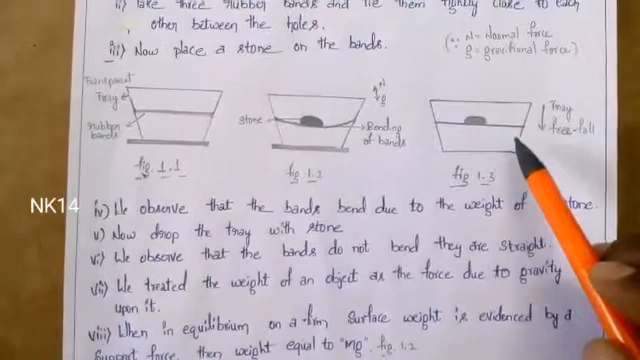 ii) Take three rubber bands and tie them tightly close to each
other between the holes.
iii) Now place a stone on the bands.
(∵ N = Normal force
g = gravitional force)
Transparent
Tray
Rubber bands
fig 1.1
Stone
N
g
Bending of bands
fig 1.2
Tray free-fall
fig 1.3
NK14
iv) We observe that the bands bend due to the weight of stone.
v) Now drop the tray with stone
vi) We observe that the bands do not bend they are straight.
vii) We treated the weight of an object as the force due to gravity
upon it.
viii) When in equilibrium on a firm surface weight is evidenced by a
support force, then weight equal to "mg". fig 1.2